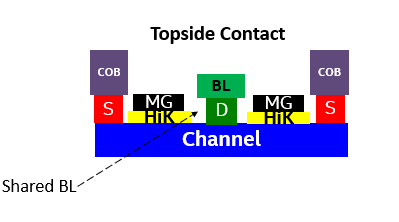 Topside Contact
COB
COB
BL
S
MG
D
MG
S
HiK
HiK
Channel
Shared BL